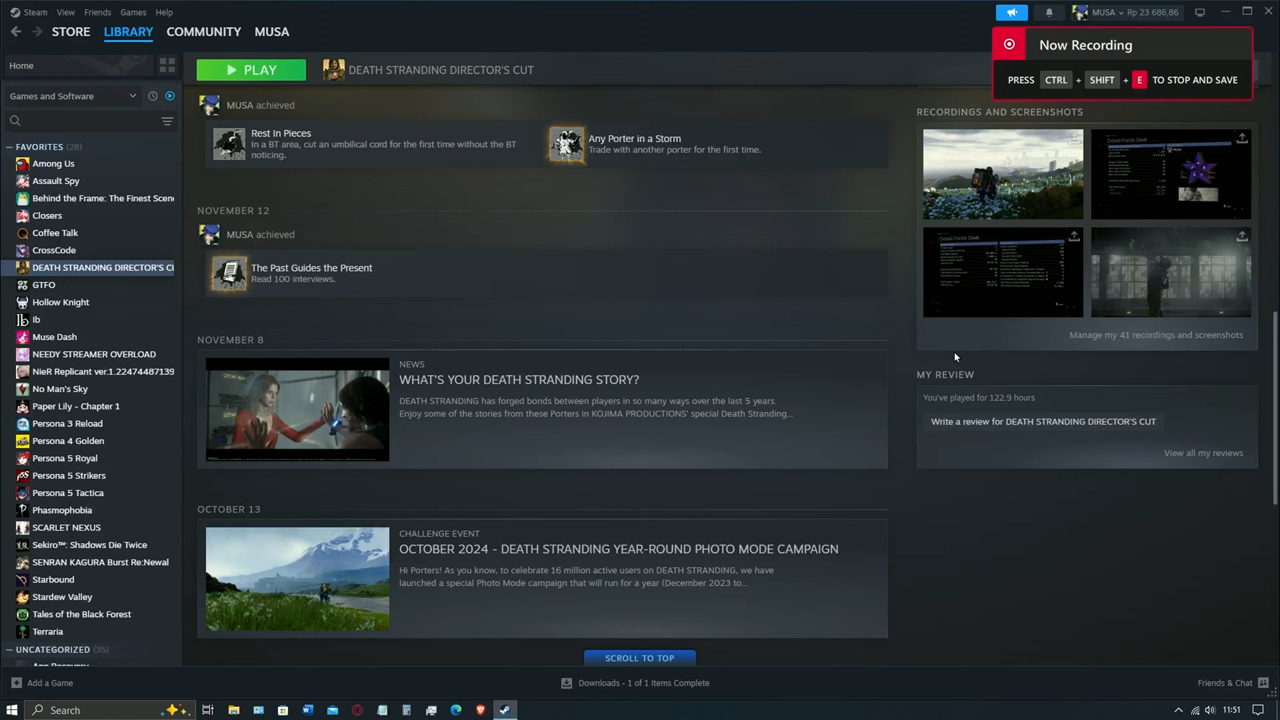 Steam View Friends Games Help
MUSA Rp 23 686,86
STORE LIBRARY COMMUNITY MUSA
Now Recording
PRESS CTRL + SHIFT + E TO STOP AND SAVE
Home
Games and Software
FAVORITES (28)
Among Us
Assault Spy
Behind the Frame: The Finest Scene
Closers
Coffee Talk
CrossCode
DEATH STRANDING DIRECTOR'S CU
GTTO
Hollow Knight
Ib
Muse Dash
NEEDY STREAMER OVERLOAD
NieR Replicant ver.1.22474487139
No Man's Sky
Paper Lily - Chapter 1
Persona 3 Reload
Persona 4 Golden
Persona 5 Royal
Persona 5 Strikers
Persona 5 Tactica
Phasmophobia
SCARLET NEXUS
Sekiro™: Shadows Die Twice
SENRAN KAGURA Burst Re:Newal
Starbound
Stardew Valley
Tales of the Black Forest
Terraria
UNCATEGORIZED (35)
App Recovery
PLAY DEATH STRANDING DIRECTOR'S CUT
MUSA achieved
Rest In Pieces
In a BT area, cut an umbilical cord for the first time without the BT
noticing.
Any Porter in a Storm
Trade with another porter for the first time.
NOVEMBER 12
MUSA achieved
The Past Guides the Present
Read 100 interviews.
NOVEMBER 8
NEWS
WHAT'S YOUR DEATH STRANDING STORY?
DEATH STRANDING has forged bonds between players in so many ways over the last 5 years.
Enjoy some of the stories from these Porters in KOJIMA PRODUCTIONS' special Death Stranding...
OCTOBER 13
CHALLENGE EVENT
OCTOBER 2024 - DEATH STRANDING YEAR-ROUND PHOTO MODE CAMPAIGN
Hi Porters! As you know, to celebrate 16 million active users on DEATH STRANDING, we have
launched a special Photo Mode campaign that will run for a year (December 2023 to...
SCROLL TO TOP
RECORDINGS AND SCREENSHOTS
Manage my 41 recordings and screenshots
MY REVIEW
You've played for 122.9 hours
Write a review for DEATH STRANDING DIRECTOR'S CUT
View all my reviews
Add a Game
Downloads - 1 of 1 Items Complete
Friends & Chat
Search
11:51